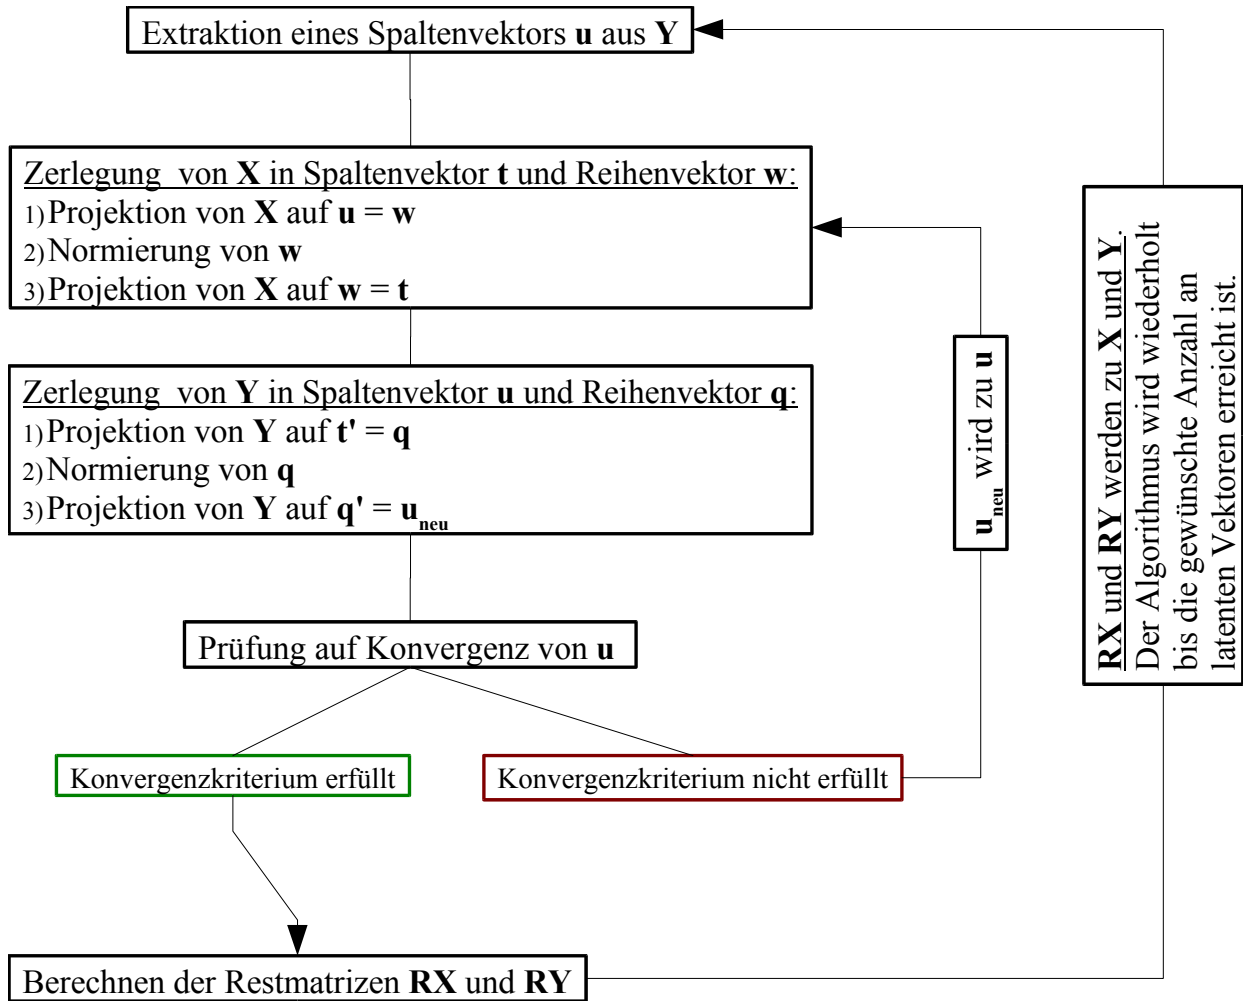 Extraktion eines Spaltenvektors u aus Y
Zerlegung von X in Spaltenvektor t und Reihenvektor w:
1)Projektion von X auf u = w
2)Normierung von w
3)Projektion von X auf w = t
Zerlegung von Y in Spaltenvektor u und Reihenvektor q:
1)Projektion von Y auf t' = q
2)Normierung von q
3)Projektion von Y auf q' = u_neu
Prüfung auf Konvergenz von u
Konvergenzkriterium erfüllt
Konvergenzkriterium nicht erfüllt
u_neu wird zu u
Berechnen der Restmatrizen RX und RY
RX und RY werden zu X und Y.
Der Algorithmus wird wiederholt
bis die gewünschte Anzahl an
latenten Vektoren erreicht ist.